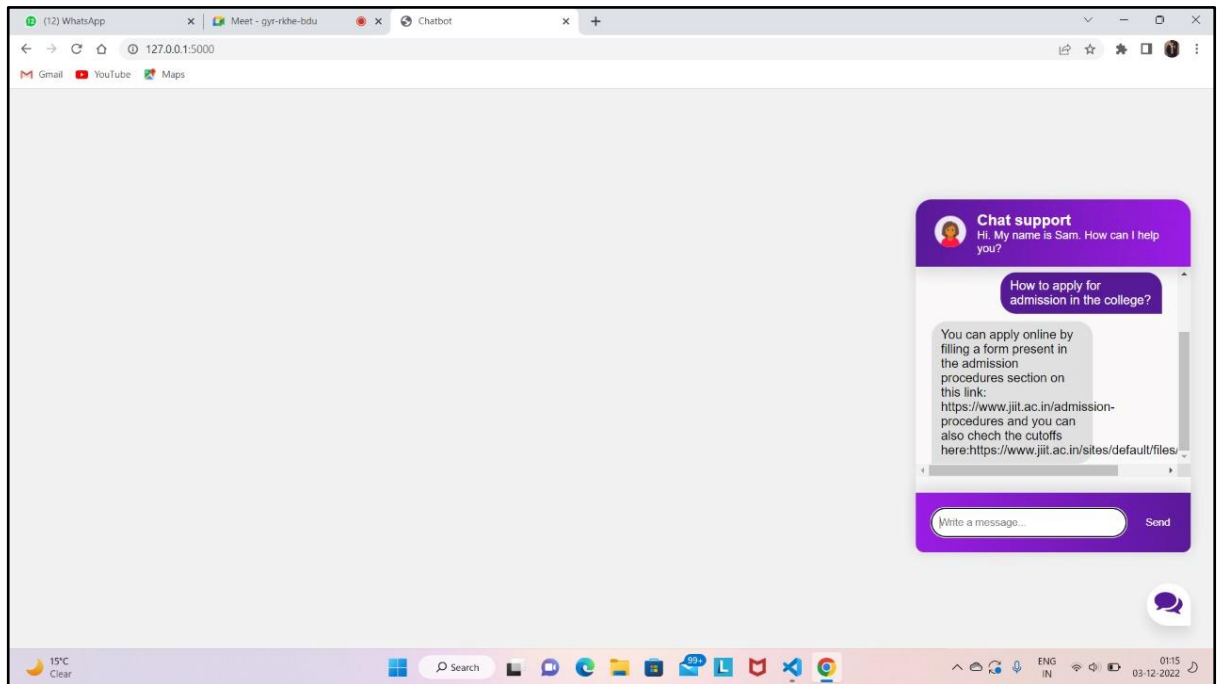 (12) WhatsApp
Meet - gyr-rkhe-bdu
Chatbot
127.0.0.1:5000
Gmail
YouTube
Maps
Chat support
Hi. My name is Sam. How can I help
you?
How to apply for
admission in the college?
You can apply online by
filling a form present in
the admission
procedures section on
this link:
https://www.jiit.ac.in/admission-
procedures and you can
also chech the cutoffs
here:https://www.jiit.ac.in/sites/default/files/
Write a message...
Send
15°C
Clear
Search
99+
L
ENG
IN
01:15
03-12-2022